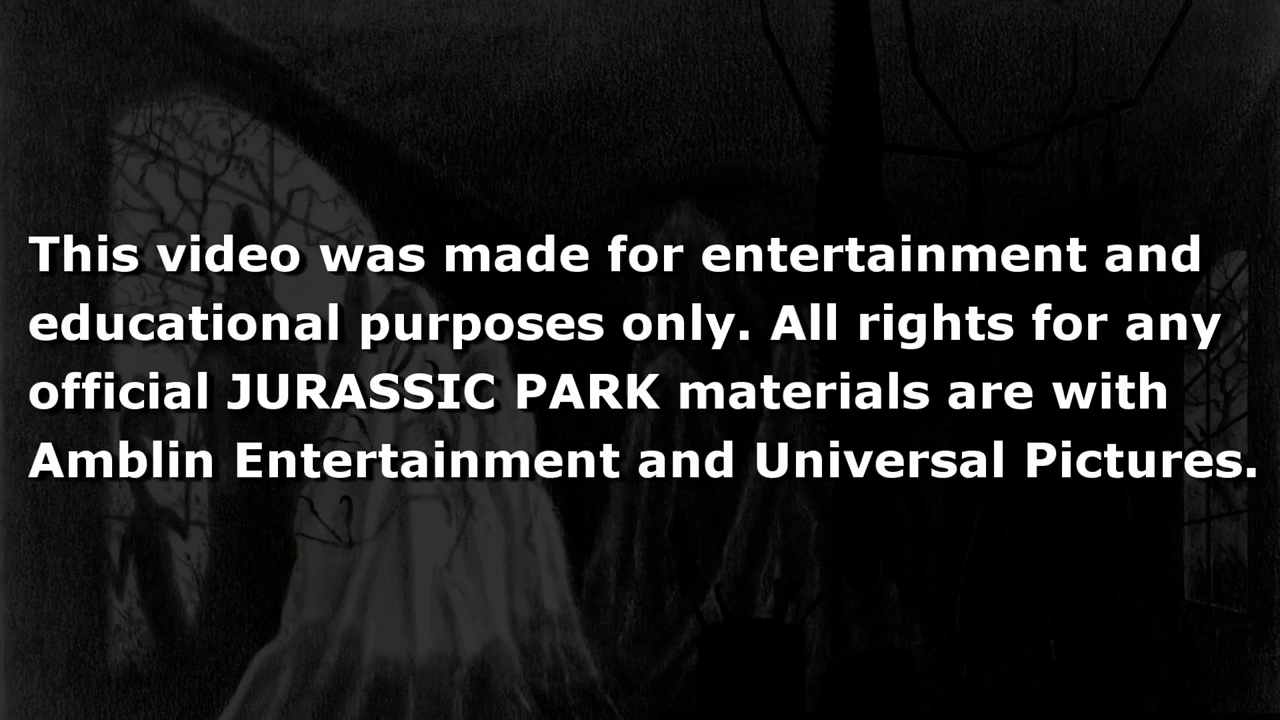 This video was made for entertainment and
educational purposes only. All rights for any
official JURASSIC PARK materials are with
Amblin Entertainment and Universal Pictures.